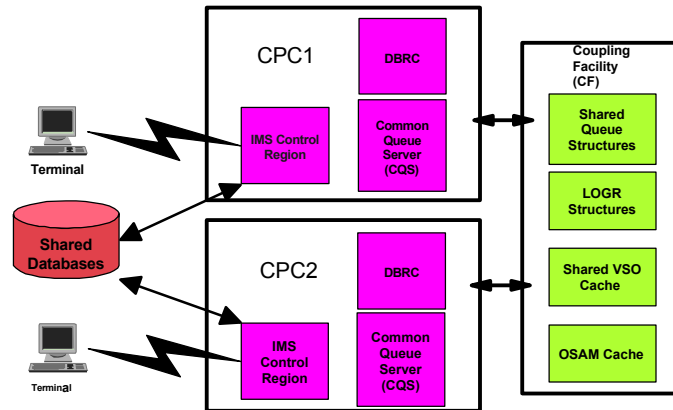 CPC1
DBRC
IMS Control
Region
Common
Queue
Server
(CQS)
Terminal
Shared
Databases
CPC2
DBRC
IMS
Control
Region
Common
Queue
Server
(CQS)
Terminal
Coupling
Facility
(CF)
Shared
Queue
Structures
LOGR
Structures
Shared VSO
Cache
OSAM Cache